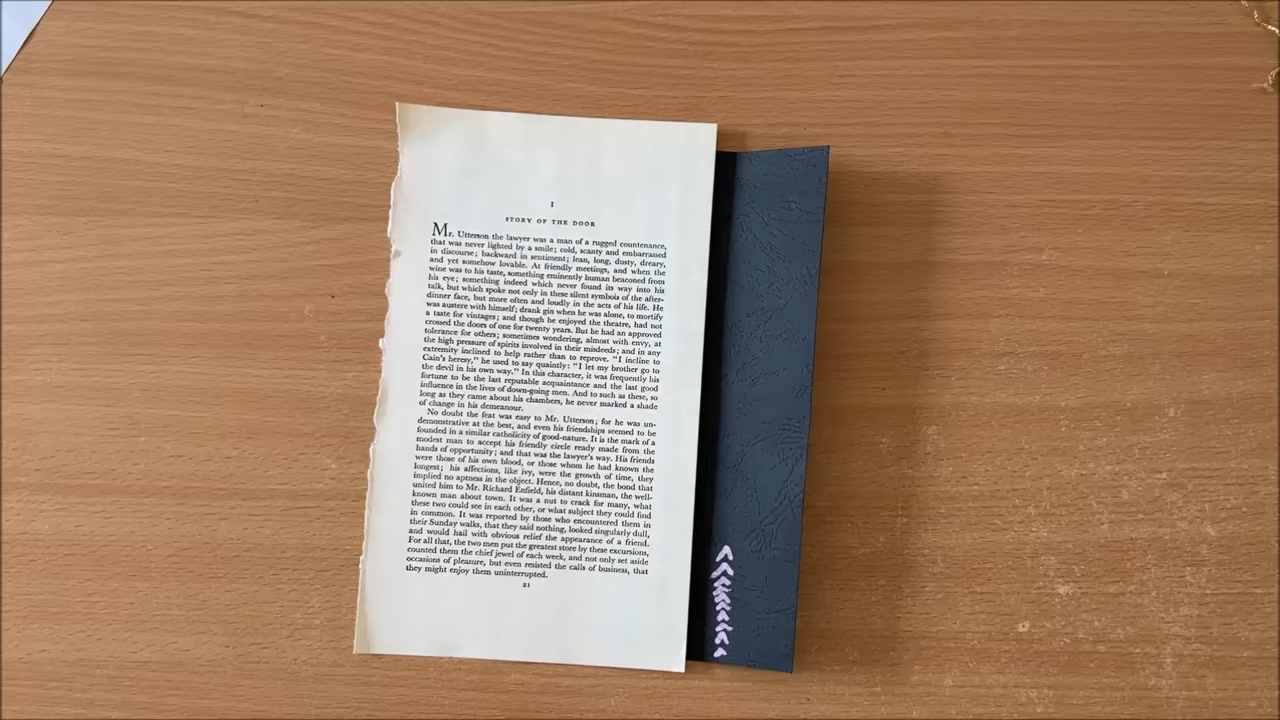 I
STORY OF THE DOOR
Mr. Utterson the lawyer was a man of a rugged countenance,
that was never lighted by a smile; cold, scanty and embarrassed
in discourse; backward in sentiment; lean, long, dusty, dreary,
and yet somehow lovable. At friendly meetings, and when the
wine was to his taste, something eminently human beaconed from
his eye; something indeed which never found its way into his
talk, but which spoke not only in these silent symbols of the after-
dinner face, but more often and loudly in the acts of his life. He
was austere with himself; drank gin when he was alone, to mortify
a taste for vintages; and though he enjoyed the theatre, had not
crossed the doors of one for twenty years. But he had an approved
tolerance for others; sometimes wondering, almost with envy, at
the high pressure of spirits involved in their misdeeds; and in any
extremity inclined to help rather than to reprove. "I incline to
Cain's heresy," he used to say quaintly: "I let my brother go to
the devil in his own way." In this character, it was frequently his
fortune to be the last reputable acquaintance and the last good
influence in the lives of down-going men. And to such as these, so
long as they came about his chambers, he never marked a shade
of change in his demeanour.
No doubt the feat was easy to Mr. Utterson; for he was un-
demonstrative at the best, and even his friendships seemed to be
founded in a similar catholicity of good-nature. It is the mark of a
modest man to accept his friendly circle ready made from the
hands of opportunity; and that was the lawyer's way. His friends
were those of his own blood, or those whom he had known the
longest; his affections, like ivy, were the growth of time, they
implied no aptness in the object. Hence, no doubt, the bond that
united him to Mr. Richard Enfield, his distant kinsman, the well-
known man about town. It was a nut to crack for many, what
these two could see in each other, or what subject they could find
in common. It was reported by those who encountered them in
their Sunday walks, that they said nothing, looked singularly dull,
and would hail with obvious relief the appearance of a friend.
For all that, the two men put the greatest store by these excursions,
counted them the chief jewel of each week, and not only set aside
occasions of pleasure, but even resisted the calls of business, that
they might enjoy them uninterrupted.
21